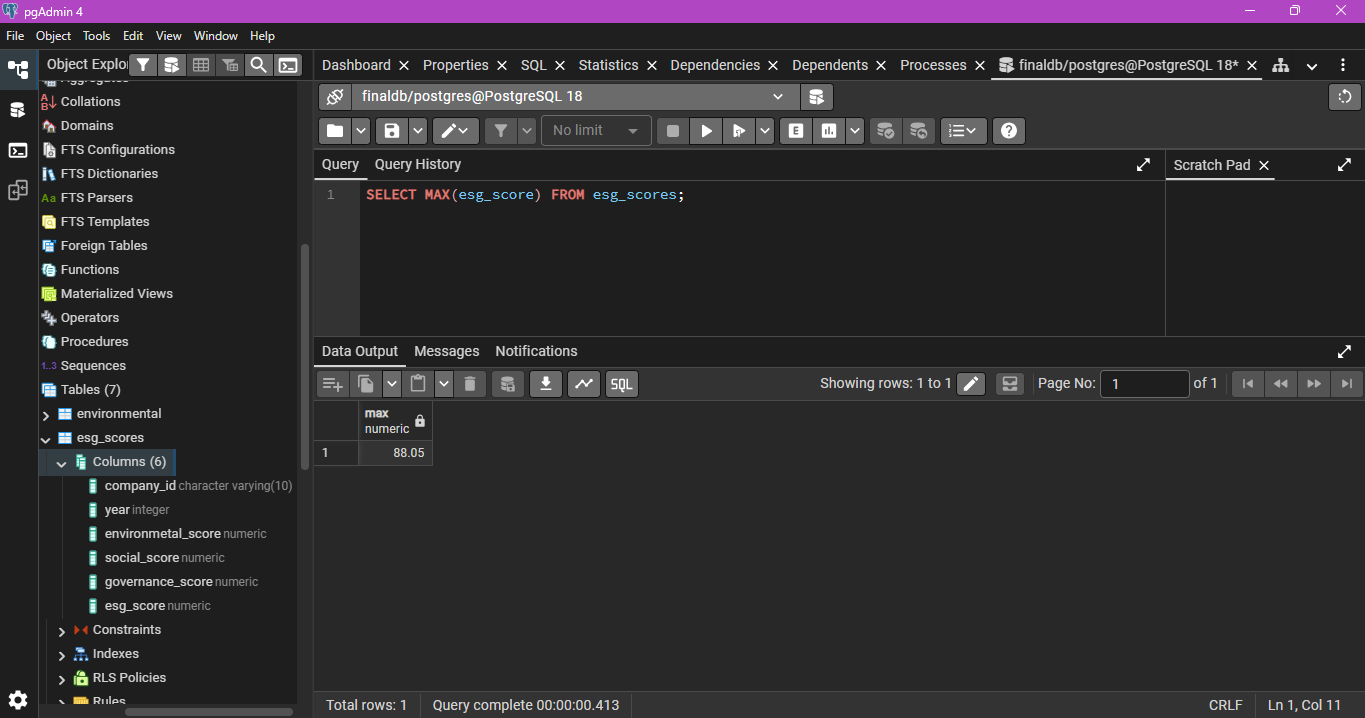 pgAdmin 4
File Object Tools Edit View Window Help
Object Explo
Dashboard Properties SQL Statistics Dependencies Dependents Processes finaldb/postgres@PostgreSQL 18*
finaldb/postgres@PostgreSQL 18
No limit
E
Query Query History
Scratch Pad
1 SELECT MAX(esg_score) FROM esg_scores;
Aggregates
Collations
Domains
FTS Configurations
FTS Dictionaries
Aa FTS Parsers
FTS Templates
Foreign Tables
Functions
Materialized Views
Operators
Procedures
1..3 Sequences
Tables (7)
environmental
esg_scores
Columns (6)
company_id character varying(10)
year integer
environmetal_score numeric
social_score numeric
governance_score numeric
esg_score numeric
Constraints
Indexes
RLS Policies
Rules
Data Output Messages Notifications
SQL
Showing rows: 1 to 1
Page No: 1 of 1
max
numeric
1 88.05
Total rows: 1
Query complete 00:00:00.413
CRLF
Ln 1, Col 11